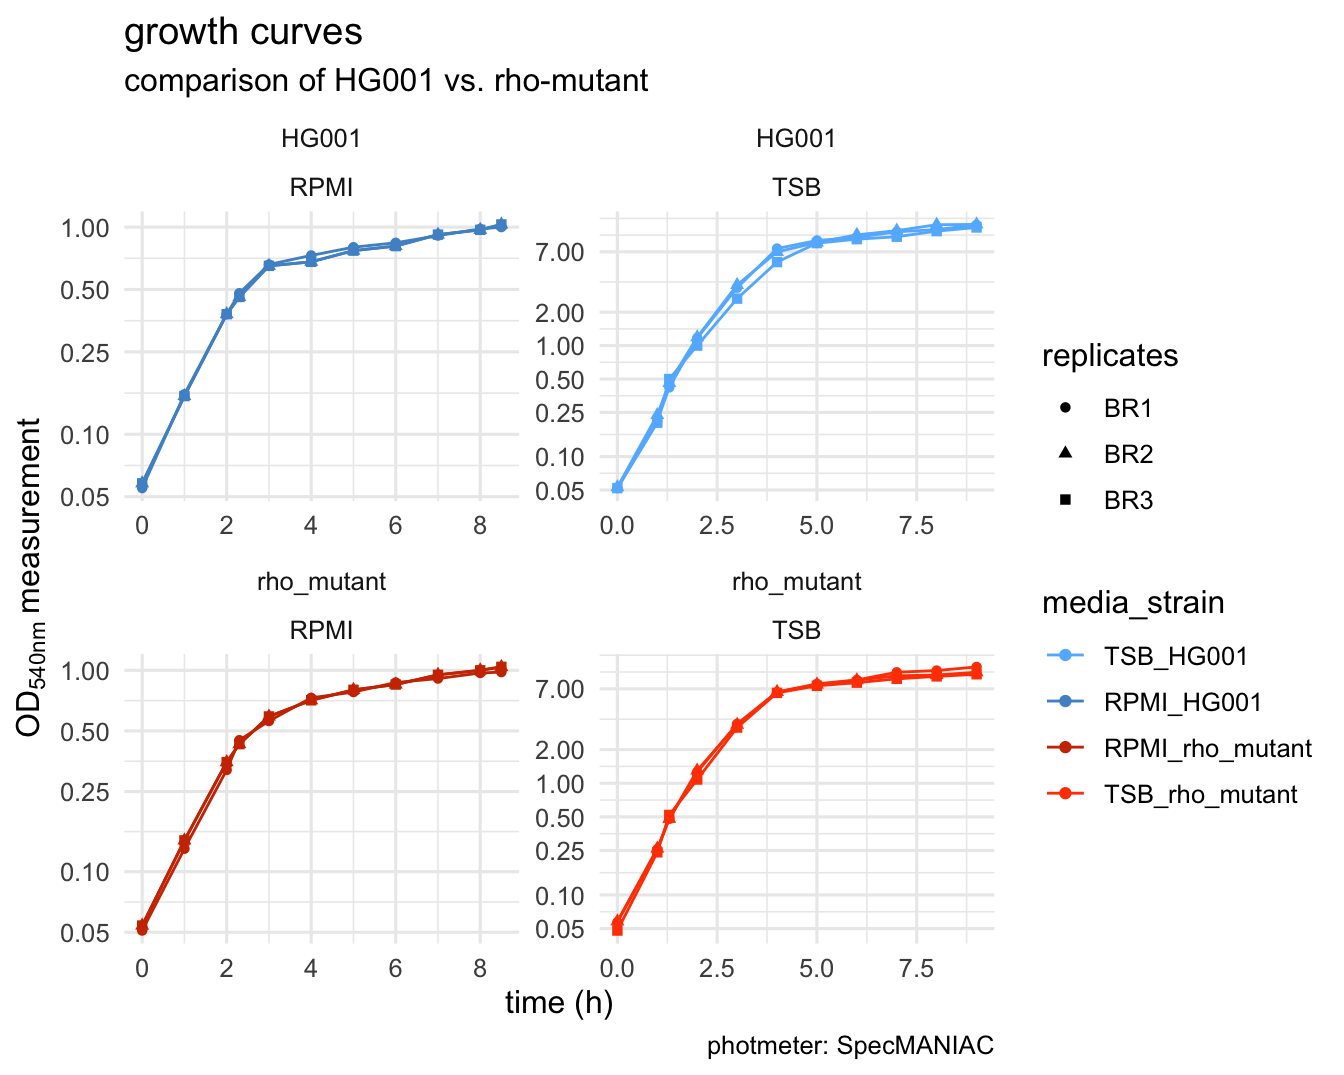 growth curves
comparison of HG001 vs. rho-mutant
HG001
RPMI
1.00
0.50
0.25
0.10
0.05
0 2 4 6 8
HG001
TSB
7.00
2.00
1.00
0.50
0.25
0.10
0.05
0.0 2.5 5.0 7.5
rho_mutant
RPMI
1.00
0.50
0.25
0.10
0.05
0 2 4 6 8
rho_mutant
TSB
7.00
2.00
1.00
0.50
0.25
0.10
0.05
0.0 2.5 5.0 7.5
OD540nm measurement
time (h)
replicates
BR1
BR2
BR3
media_strain
TSB_HG001
RPMI_HG001
RPMI_rho_mutant
TSB_rho_mutant
photmeter: SpecMANIAC